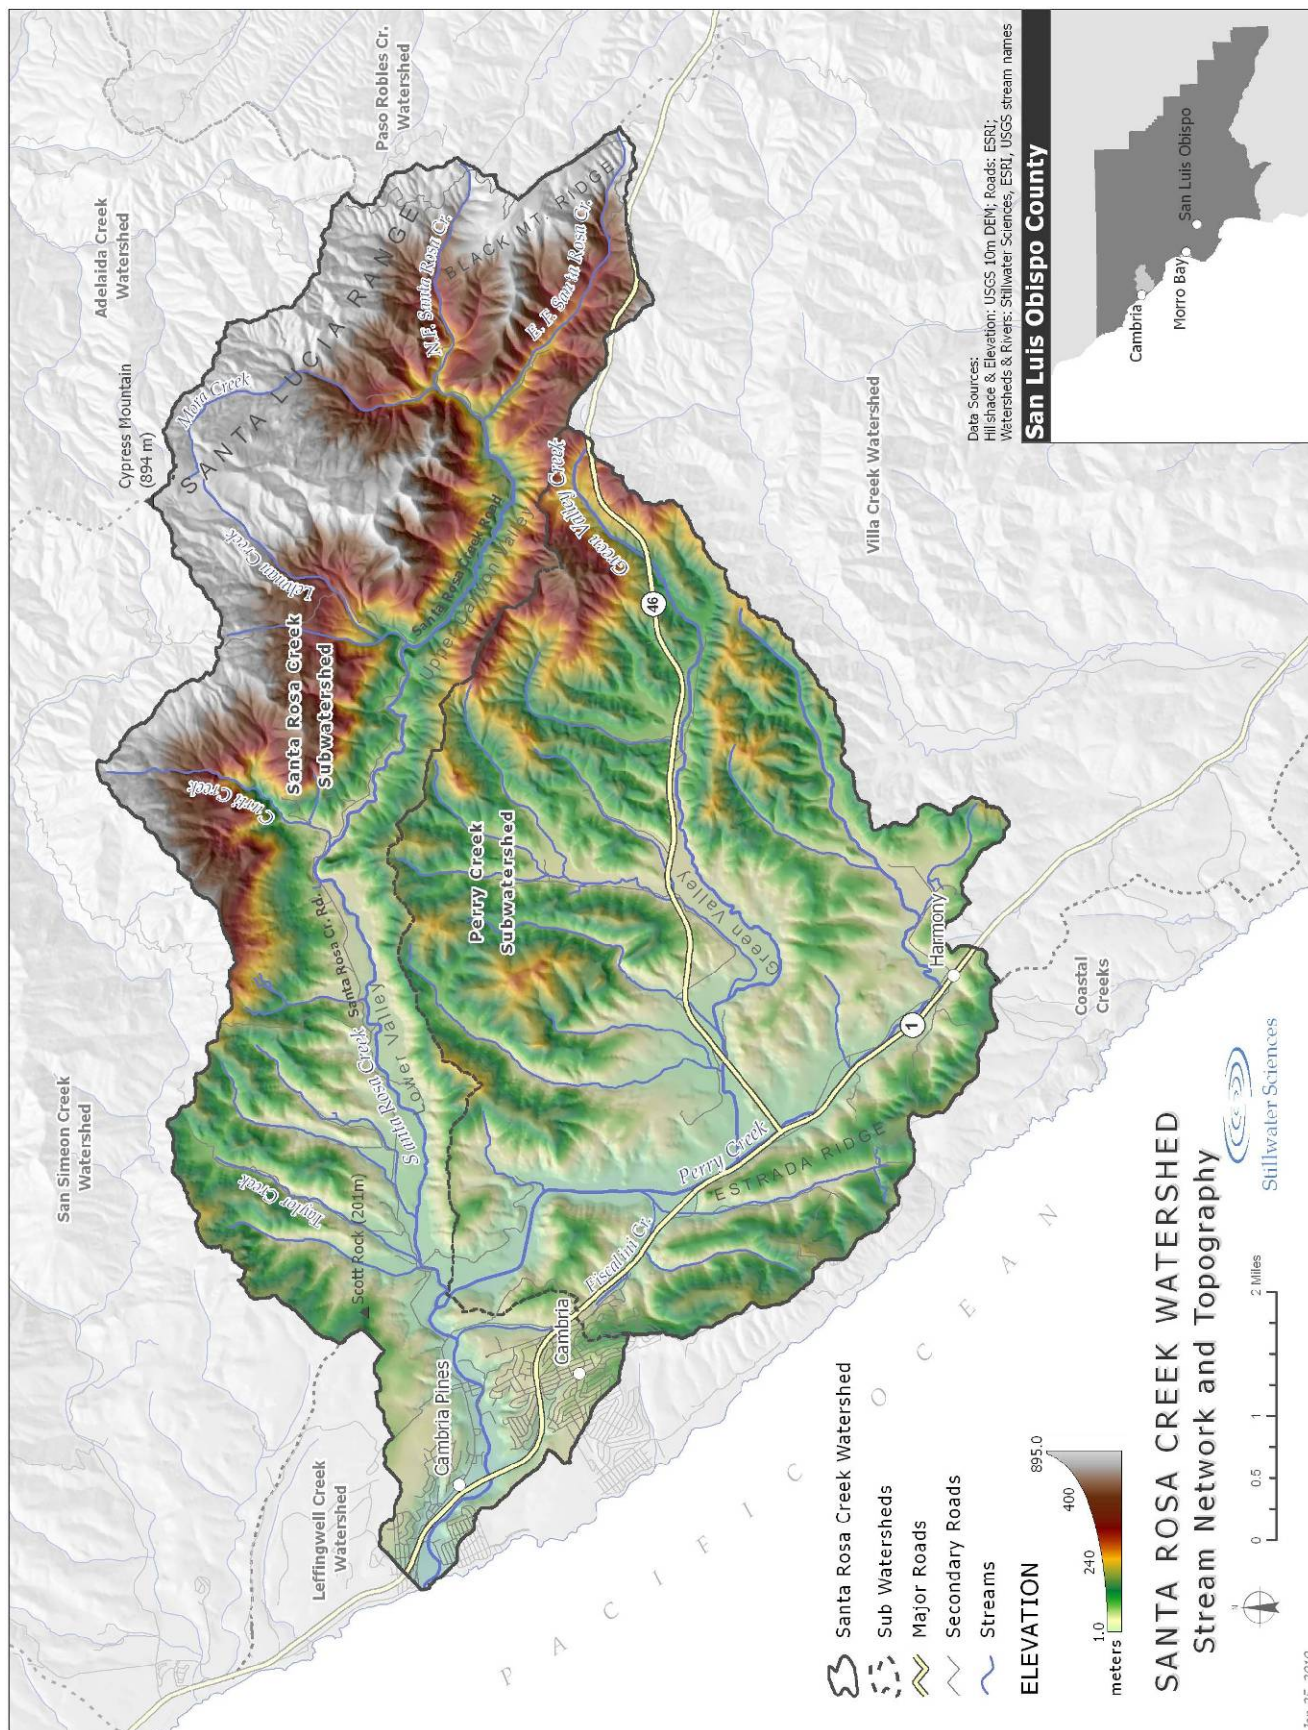 San Simeon Creek
Watershed
Adelaida Creek
Watershed
Paso Robles Cr.
Watershed
Leffingwell Creek
Watershed
Cypress Mountain
(894 m)
SANTA LUCIA RANGE
Mora Creek
Lehman Creek
Curti Creek
Taylor Creek
Scott Rock (201m)
N.F. Santa Rosa Cr.
BLACK MT. RIDGE
E. F. Santa Rosa Cr.
Santa Rosa Creek
Subwatershed
Santa Rosa Creek Road
Upper Canyon Valley
Santa Rosa Cr. Rd.
Santa Rosa Creek
Lower Valley
Cambria Pines
Cambria
Perry Creek
Subwatershed
Green Valley Creek
46
Green Valley
Perry Creek
Fiscalini Cr.
ESTRADA RIDGE
1
Harmony
Villa Creek Watershed
Coastal
Creeks
PACIFIC OCEAN
Santa Rosa Creek Watershed
Sub Watersheds
Major Roads
Secondary Roads
Streams
ELEVATION
895.0
400
240
1.0
meters
SANTA ROSA CREEK WATERSHED
Stream Network and Topography
N
0 0.5 1 2 Miles
Stillwater Sciences
Data Sources:
Hillshace & Elevation: USGS 10m DEM; Roads: ESRI;
Watersheds & Rivers: Stillwater Sciences, ESRI, USGS stream names
San Luis Obispo County
Cambria
Morro Bay
San Luis Obispo